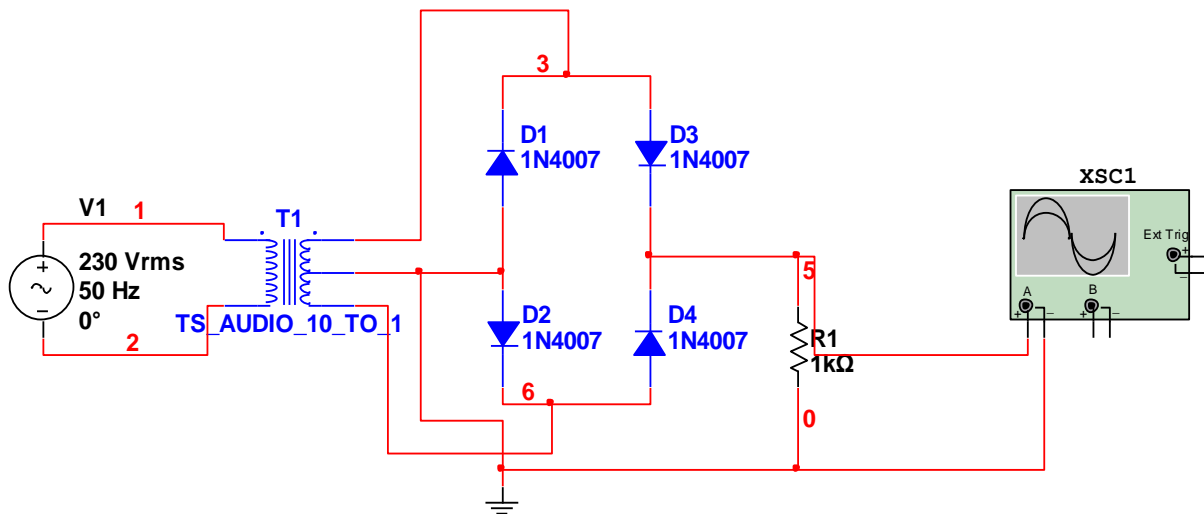 3
D1
1N4007
D3
1N4007
xsc1
V1
1
T1
Ext Trig
+
230 Vrms
50 Hz
0°
5
A
B
2
TS_AUDIO_10_TO_1
D2
1N4007
D4
1N4007
R1
1kΩ
6
0